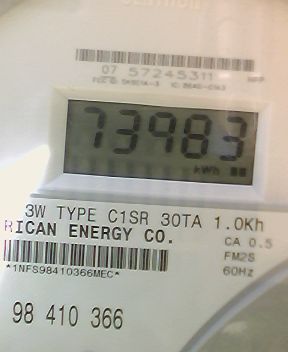 07 57245311
73983
kWh
3W TYPE C1SR 30TA 1.0Kh
RICAN ENERGY CO.
CA 0.5
FM2S
*1NFS98410366MEC*
60Hz
98 410 366